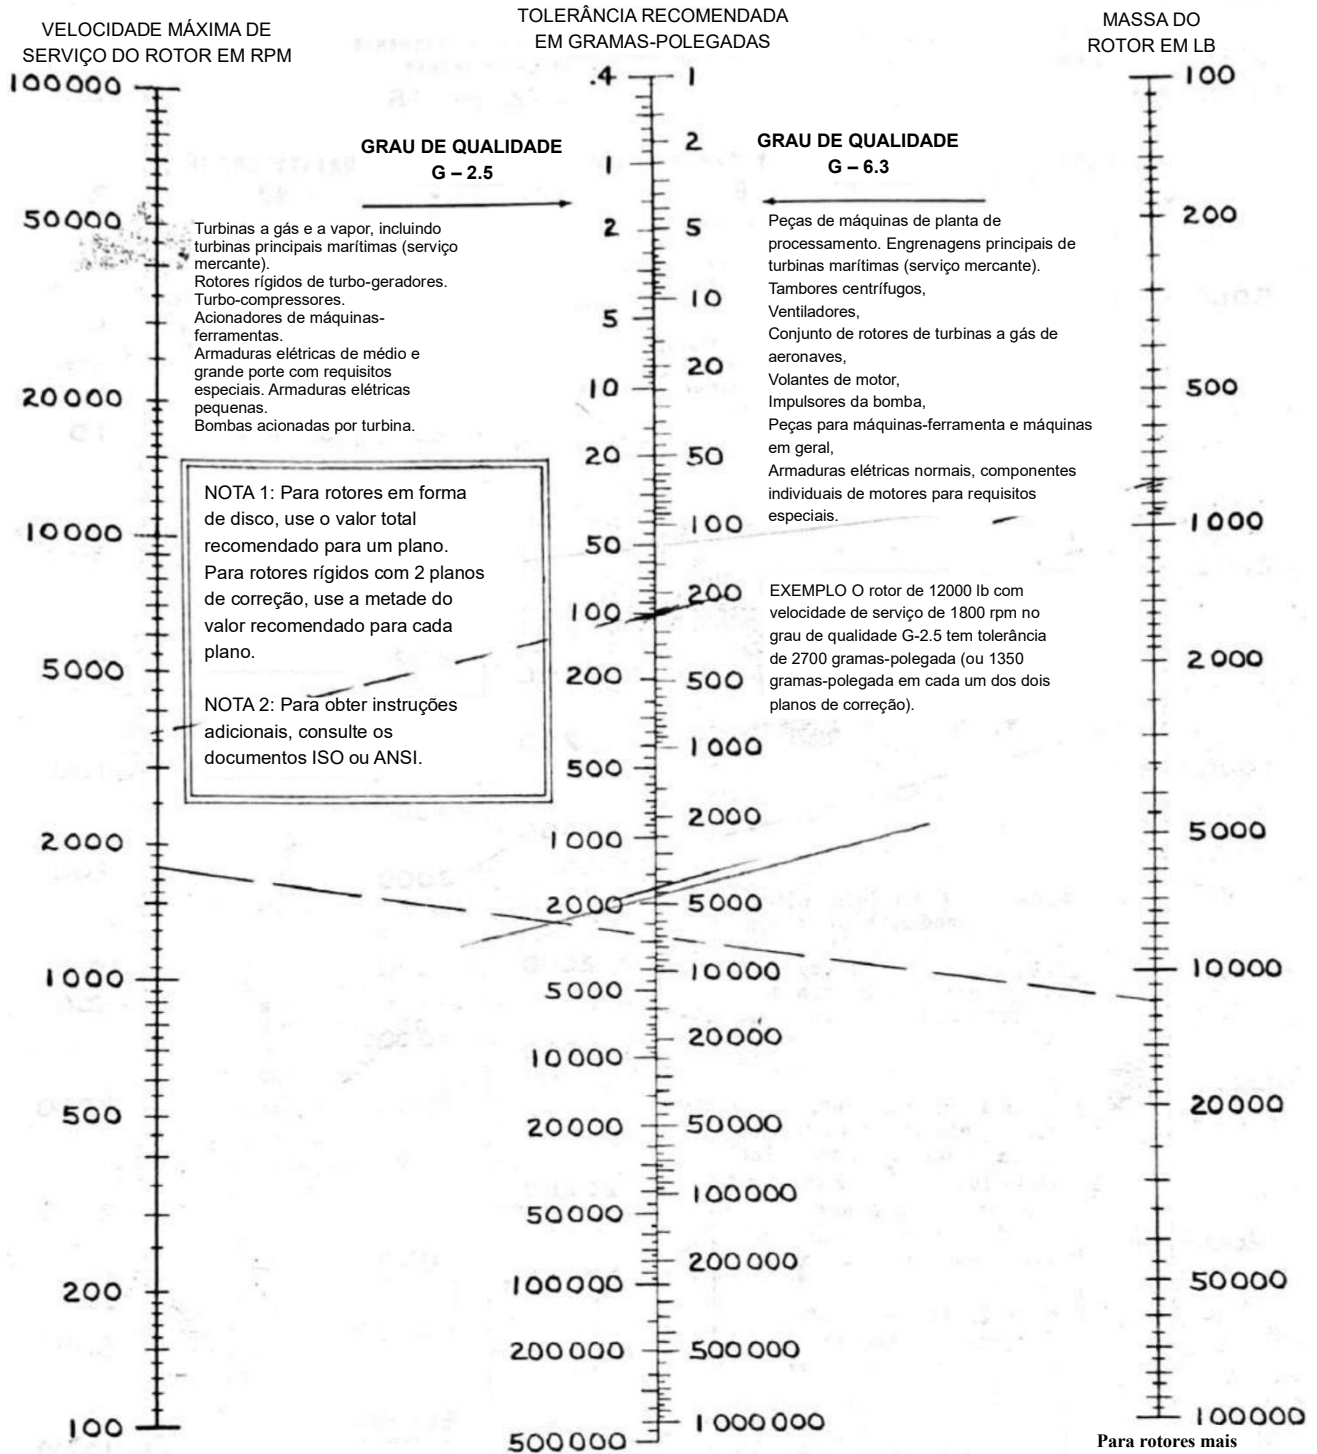 VELOCIDADE MÁXIMA DE
SERVIÇO DO ROTOR EM RPM
TOLERÂNCIA RECOMENDADA
EM GRAMAS-POLEGADAS
MASSA DO
ROTOR EM LB
100000
50000
20000
10000
5000
2000
1000
500
200
100
GRAU DE QUALIDADE
G – 2.5
Turbinas a gás e a vapor, incluindo
turbinas principais marítimas (serviço
mercante).
Rotores rígidos de turbo-geradores.
Turbo-compressores.
Acionadores de máquinas-
ferramentas.
Armaduras elétricas de médio e
grande porte com requisitos
especiais. Armaduras elétricas
pequenas.
Bombas acionadas por turbina.
NOTA 1: Para rotores em forma
de disco, use o valor total
recomendado para um plano.
Para rotores rígidos com 2 planos
de correção, use a metade do
valor recomendado para cada
plano.
NOTA 2: Para obter instruções
adicionais, consulte os
documentos ISO ou ANSI.
.4
1
2
5
10
20
50
100
200
500
1000
2000
5000
10000
20000
50000
100000
200000
500000
1
2
5
10
20
50
100
200
500
1000
2000
5000
10000
20000
50000
100000
200000
500000
1000000
GRAU DE QUALIDADE
G – 6.3
Peças de máquinas de planta de
processamento. Engrenagens principais de
turbinas marítimas (serviço mercante).
Tambores centrífugos,
Ventiladores,
Conjunto de rotores de turbinas a gás de
aeronaves,
Volantes de motor,
Impulsores da bomba,
Peças para máquinas-ferramenta e máquinas
em geral,
Armaduras elétricas normais, componentes
individuais de motores para requisitos
especiais.
EXEMPLO O rotor de 12000 lb com
velocidade de serviço de 1800 rpm no
grau de qualidade G-2.5 tem tolerância
de 2700 gramas-polegada (ou 1350
gramas-polegada em cada um dos dois
planos de correção).
100
200
500
1000
2000
5000
10000
20000
50000
100000
Para rotores mais